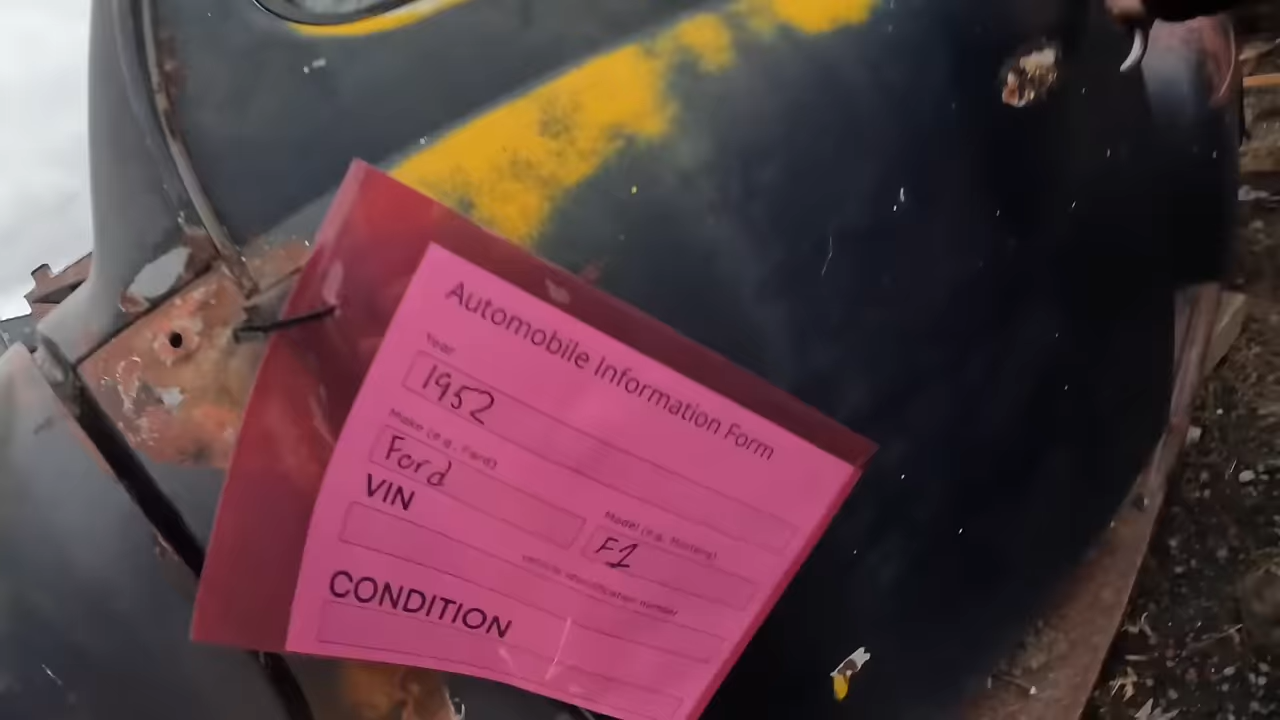 Automobile Information Form
Year
1952
Make (e.g., Ford)
Ford
Model (e.g. Mustang)
F1
VIN
vehicle identification number
CONDITION